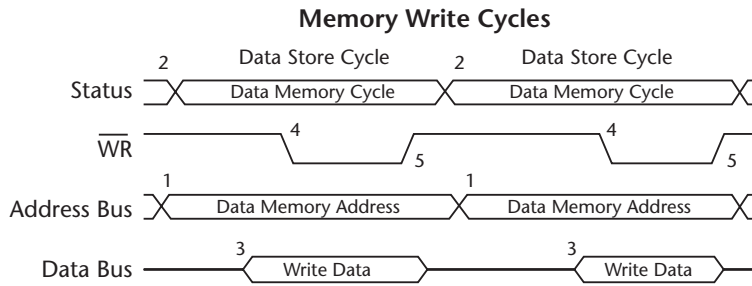 Memory Write Cycles
2 Data Store Cycle 2 Data Store Cycle
Status Data Memory Cycle Data Memory Cycle
WR 4 5 4 5
1 1
Address Bus Data Memory Address Data Memory Address
3 3
Data Bus Write Data Write Data